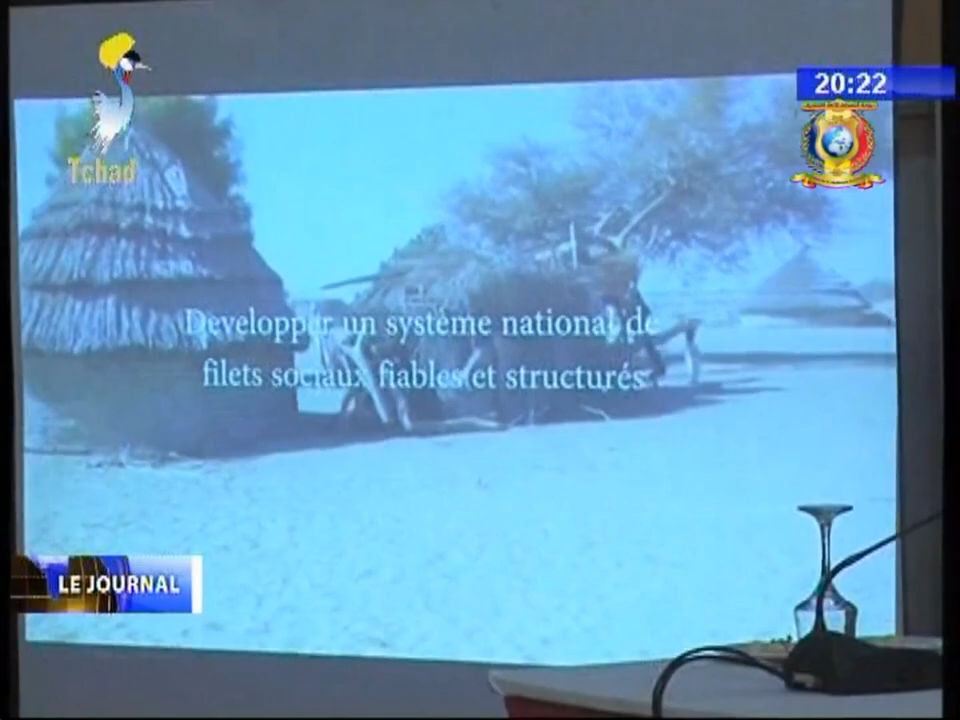 20:22
Tchad
Developper un système national de
filets sociaux fiables et structurés
LE JOURNAL